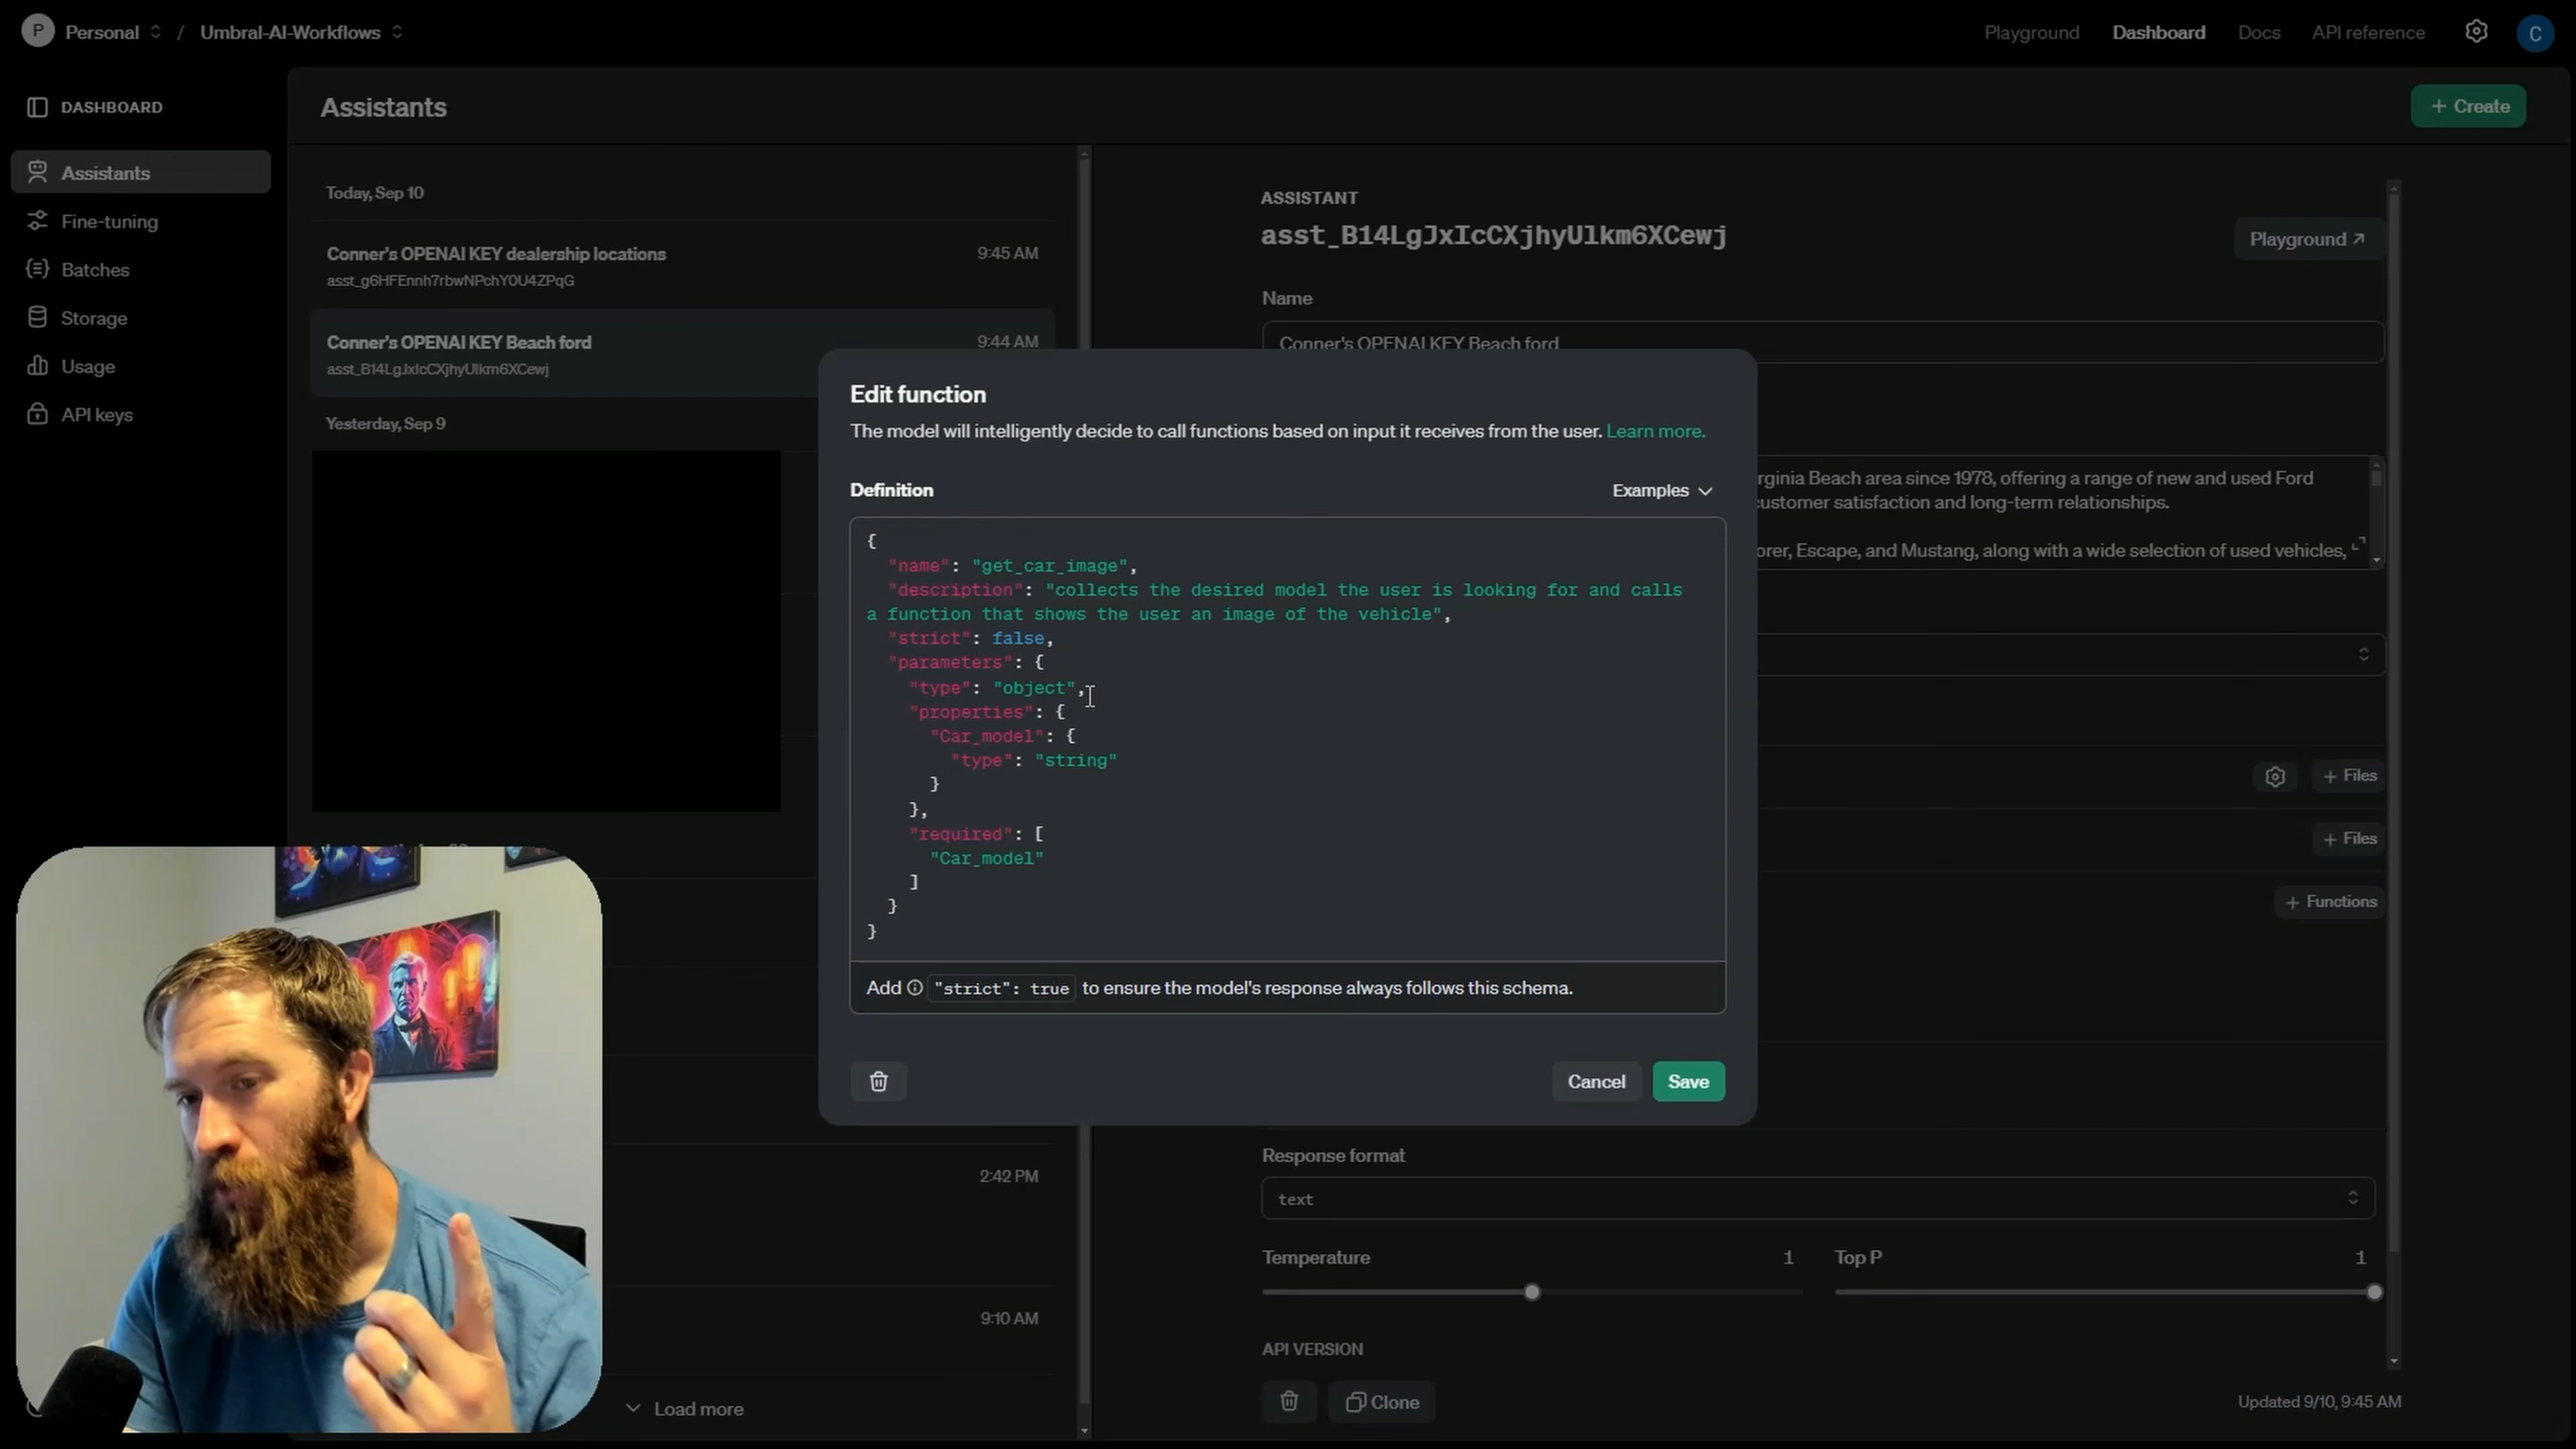 P Personal / Umbral-AI-Workflows
Playground Dashboard Docs API reference C
DASHBOARD
Assistants
Fine-tuning
Batches
Storage
Usage
API keys
Assistants
+ Create
Today, Sep 10
Conner's OPENAI KEY dealership locations 9:45 AM
asst_g6HFEnnh7rbwNPchY0U4ZPqG
Conner's OPENAI KEY Beach ford 9:44 AM
asst_B14LgJxIcCXjhyUlkm6XCewj
Yesterday, Sep 9
2:42 PM
9:10 AM
Load more
ASSISTANT
asst_B14LgJxIcCXjhyUlkm6XCewj
Playground
Name
Conner's OPENAI KEY Beach ford
rginia Beach area since 1978, offering a range of new and used Ford
customer satisfaction and long-term relationships.
orer, Escape, and Mustang, along with a wide selection of used vehicles,
+ Files
+ Files
+ Functions
Edit function
The model will intelligently decide to call functions based on input it receives from the user. Learn more.
Definition Examples
{
"name": "get_car_image",
"description": "collects the desired model the user is looking for and calls
a function that shows the user an image of the vehicle",
"strict": false,
"parameters": {
"type": "object",
"properties": {
"Car_model": {
"type": "string"
}
},
"required": [
"Car_model"
]
}
}
Add "strict": true to ensure the model's response always follows this schema.
Cancel Save
Response format
text
Temperature 1 Top P 1
API VERSION
Clone
Updated 9/10, 9:45 AM